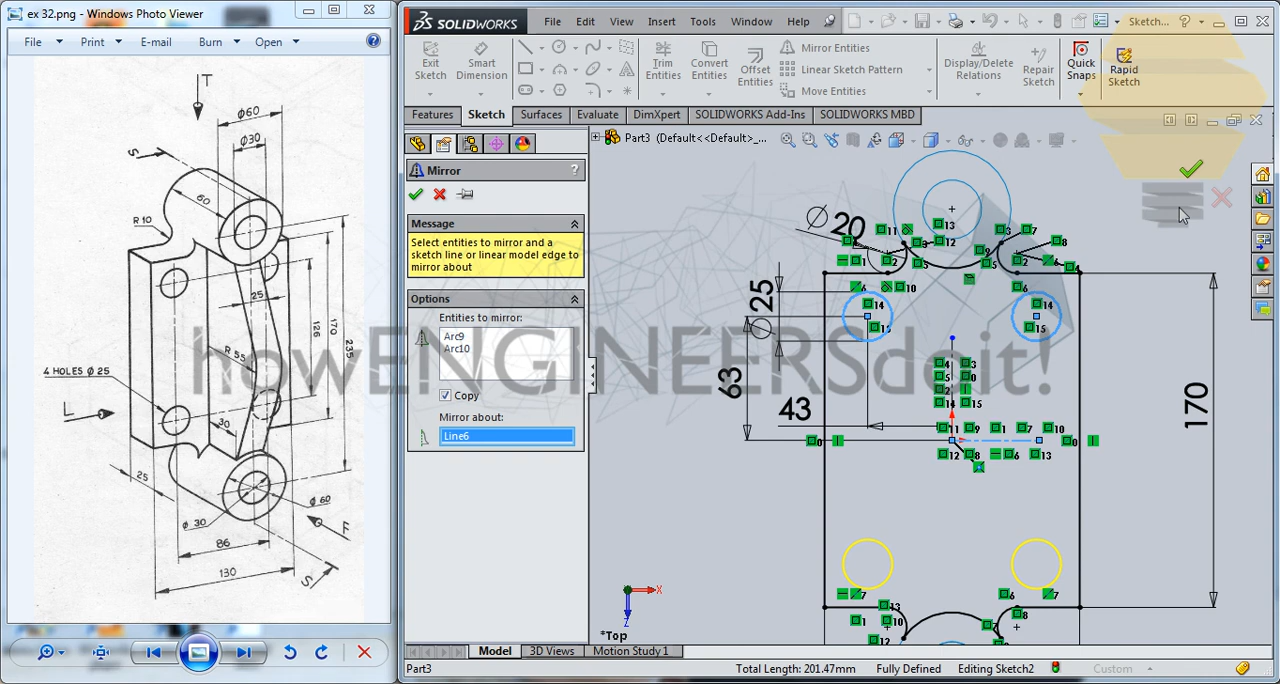 ex 32.png - Windows Photo Viewer
File Print E-mail Burn Open
T
ϕ60
ϕ30
S
60
R 10
25
126
170
235
R 55
4 HOLES ϕ 25
L
30
25
ϕ 60
ϕ 30
F
86
130
S
SOLIDWORKS
File Edit View Insert Tools Window Help
Sketch...
Exit Sketch
Smart Dimension
Trim Entities
Convert Entities
Offset Entities
Mirror Entities
Linear Sketch Pattern
Move Entities
Display/Delete Relations
Repair Sketch
Quick Snaps
Rapid Sketch
Features Sketch Surfaces Evaluate DimXpert SOLIDWORKS Add-Ins SOLIDWORKS MBD
Part3 (Default<<Default>_...
Mirror
?
Message
Select entities to mirror and a
sketch line or linear model edge to
mirror about
Options
Entities to mirror:
Arc9
Arc10
Copy
Mirror about:
Line6
∅ 20
∅ 25
63
43
170
howENGINEERSdoit!
X
Z
*Top
Model 3D Views Motion Study 1
Part3 Total Length: 201.47mm Fully Defined Editing Sketch2 Custom